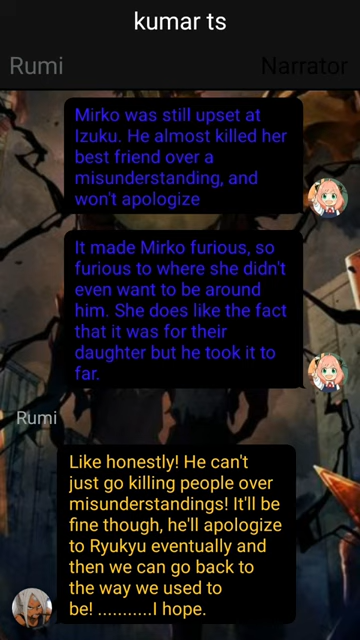 kumar ts
Rumi
Narrator
Mirko was still upset at
Izuku. He almost killed her
best friend over a
misunderstanding, and
won't apologize
It made Mirko furious, so
furious to where she didn't
even want to be around
him. She does like the fact
that it was for their
daughter but he took it to
far.
Rumi
Like honestly! He can't
just go killing people over
misunderstandings! It'll be
fine though, he'll apologize
to Ryukyu eventually and
then we can go back to
the way we used to
be! ...........I hope.